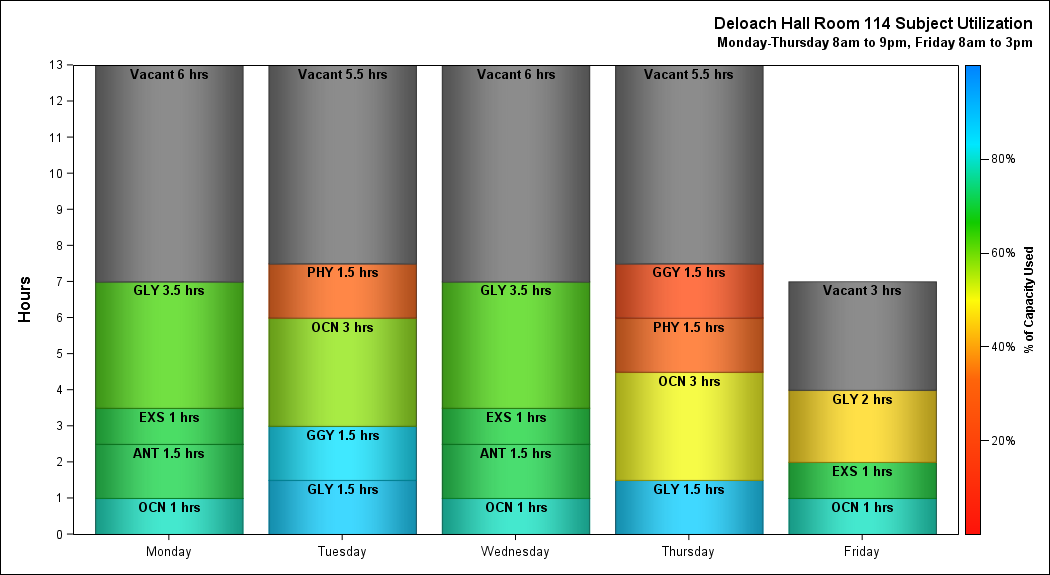 Deloach Hall Room 114 Subject Utilization
Monday-Thursday 8am to 9pm, Friday 8am to 3pm
Hours
13
12
11
10
9
8
7
6
5
4
3
2
1
0
Vacant 6 hrs
GLY 3.5 hrs
EXS 1 hrs
ANT 1.5 hrs
OCN 1 hrs
Monday
Vacant 5.5 hrs
PHY 1.5 hrs
OCN 3 hrs
GGY 1.5 hrs
GLY 1.5 hrs
Tuesday
Vacant 6 hrs
GLY 3.5 hrs
EXS 1 hrs
ANT 1.5 hrs
OCN 1 hrs
Wednesday
Vacant 5.5 hrs
GGY 1.5 hrs
PHY 1.5 hrs
OCN 3 hrs
GLY 1.5 hrs
Thursday
Vacant 3 hrs
GLY 2 hrs
EXS 1 hrs
OCN 1 hrs
Friday
80%
60%
40%
20%
% of Capacity Used